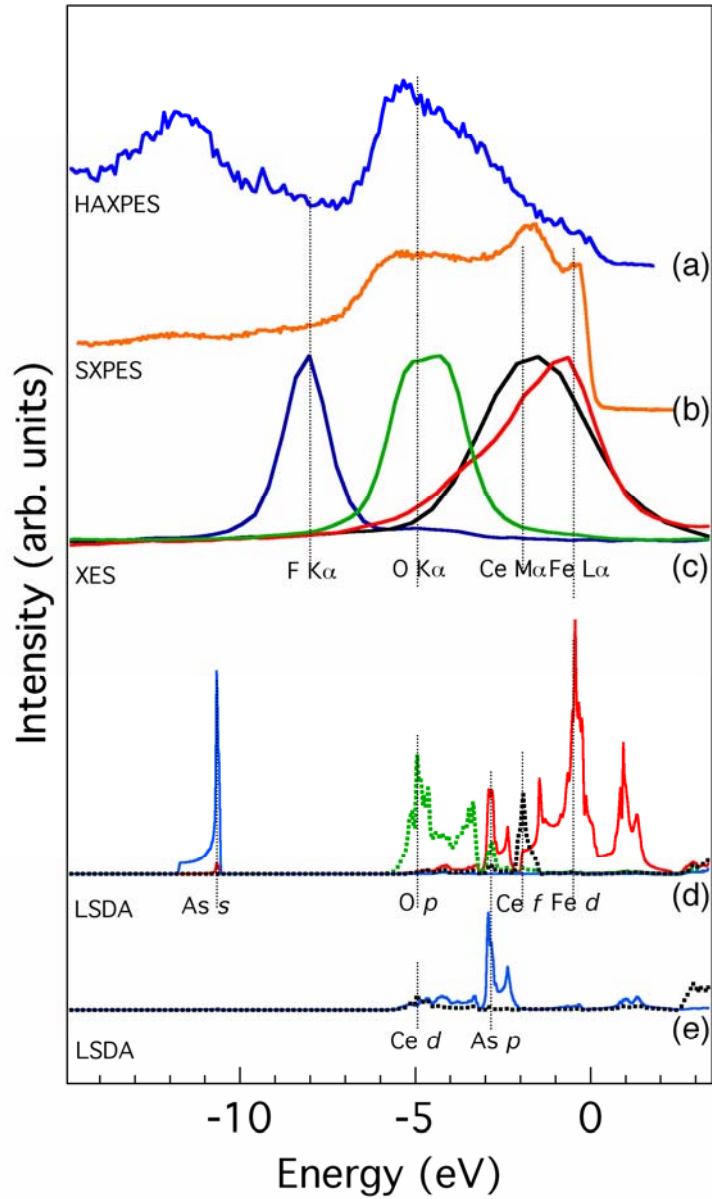 HAXPES
(a)
SXPES
(b)
XES
F Kα
O Kα
Ce Mα
Fe Lα
(c)
LSDA
As s
O p
Ce f
Fe d
(d)
LSDA
Ce d
As p
(e)
-10
-5
0
Energy (eV)
Intensity (arb. units)